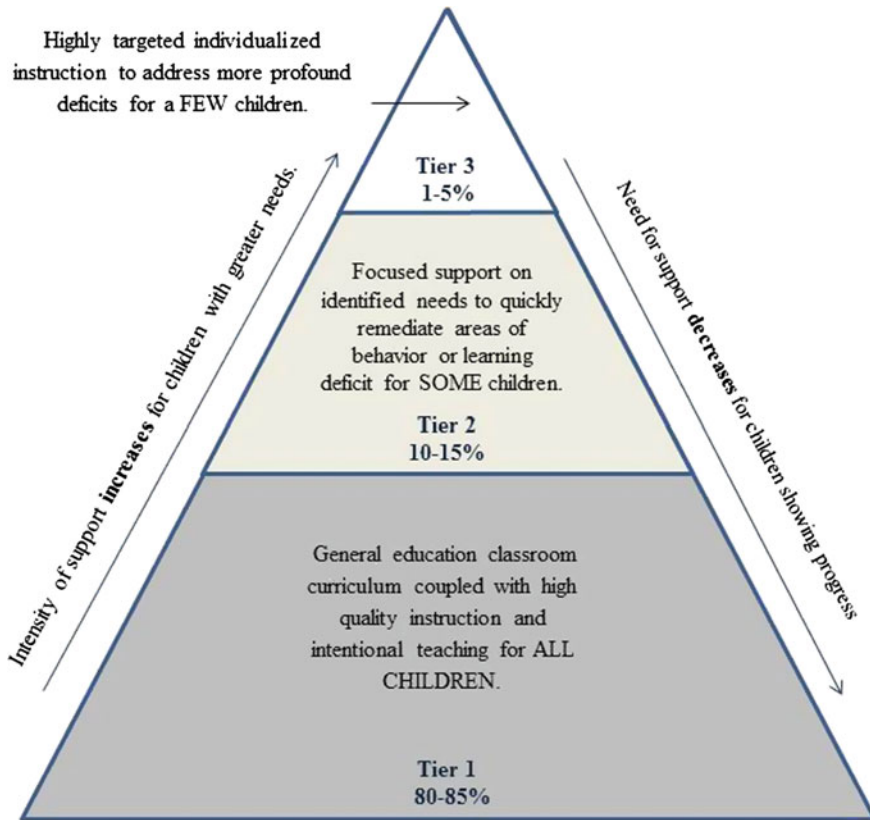 Highly targeted individualized
instruction to address more profound
deficits for a FEW children.
Tier 3
1-5%
Intensity of support increases for children with greater needs.
Need for support decreases for children showing progress
Focused support on
identified needs to quickly
remediate areas of
behavior or learning
deficit for SOME children.
Tier 2
10-15%
General education classroom
curriculum coupled with high
quality instruction and
intentional teaching for ALL
CHILDREN.
Tier 1
80-85%